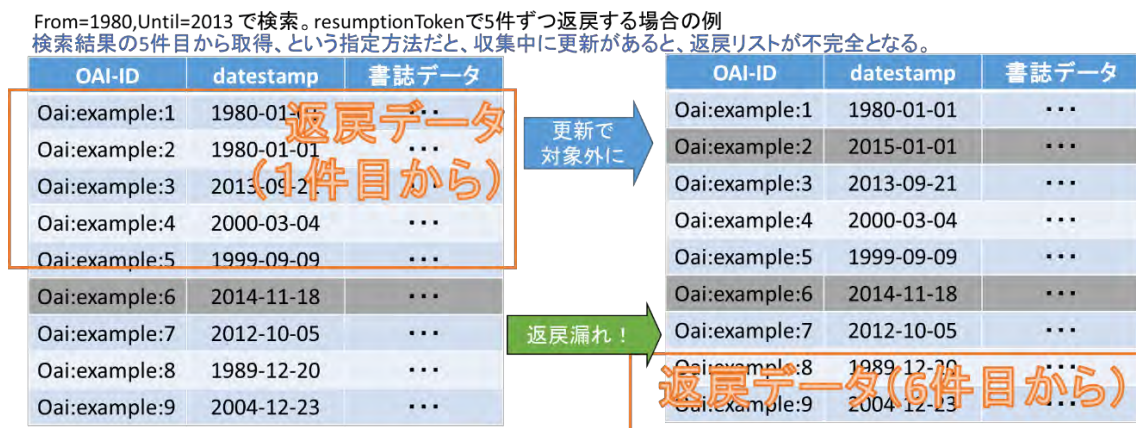 From=1980,Until=2013 で検索。resumptionTokenで5件ずつ返戻する場合の例
検索結果の5件目から取得、という指定方法だと、収集中に更新があると、返戻リストが不完全となる。
OAI-ID datestamp 書誌データ
Oai:example:1 1980-01-01 ・・・
Oai:example:2 1980-01-01 ・・・
Oai:example:3 2013-09-21 ・・・
Oai:example:4 2000-03-04 ・・・
Oai:example:5 1999-09-09 ・・・
Oai:example:6 2014-11-18 ・・・
Oai:example:7 2012-10-05 ・・・
Oai:example:8 1989-12-20 ・・・
Oai:example:9 2004-12-23 ・・・
返戻データ
(1件目から)
更新で
対象外に
返戻漏れ!
OAI-ID datestamp 書誌データ
Oai:example:1 1980-01-01 ・・・
Oai:example:2 2015-01-01 ・・・
Oai:example:3 2013-09-21 ・・・
Oai:example:4 2000-03-04 ・・・
Oai:example:5 1999-09-09 ・・・
Oai:example:6 2014-11-18 ・・・
Oai:example:7 2012-10-05 ・・・
Oai:example:8 1989-12-20 ・・・
Oai:example:9 2004-12-23 ・・・
返戻データ(6件目から)